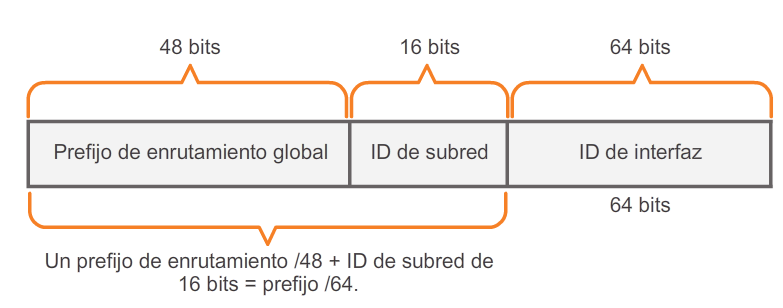 48 bits
16 bits
64 bits
Prefijo de enrutamiento global
ID de subred
ID de interfaz
64 bits
Un prefijo de enrutamiento /48 + ID de subred de
16 bits = prefijo /64.